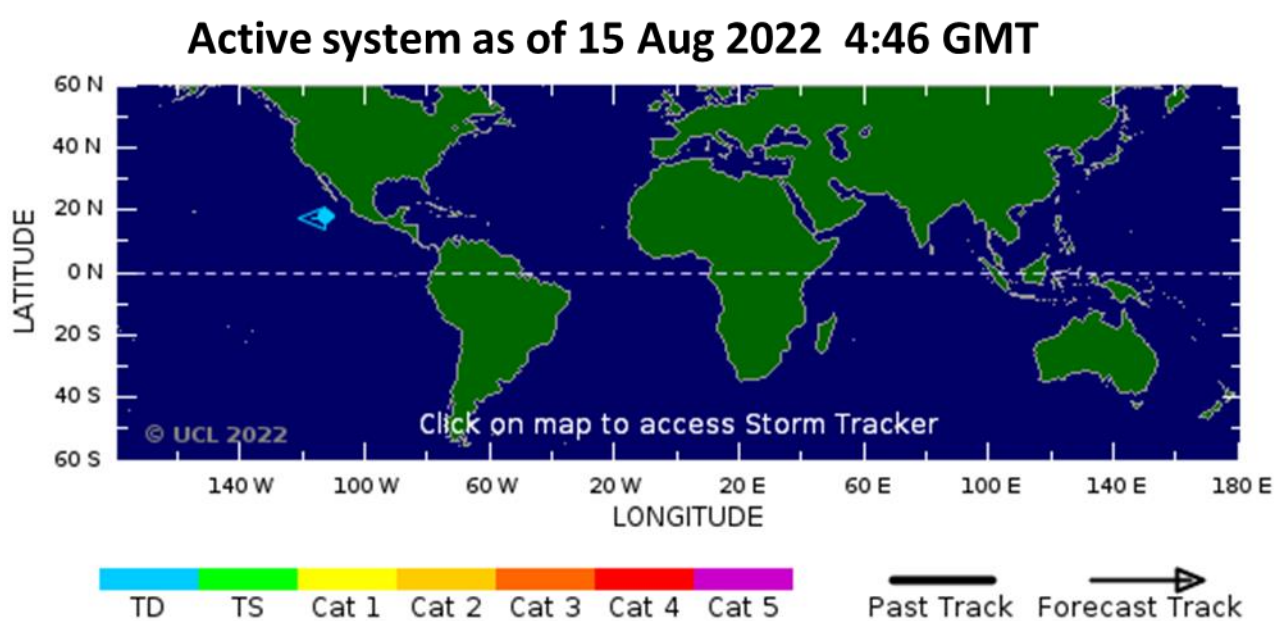 Active system as of 15 Aug 2022 4:46 GMT
60 N
40 N
20 N
0 N
20 S
40 S
60 S
LATITUDE
Click on map to access Storm Tracker
© UCL 2022
140 W 100 W 60 W 20 W 20 E 60 E 100 E 140 E 180 E
LONGITUDE
TD TS Cat 1 Cat 2 Cat 3 Cat 4 Cat 5 Past Track Forecast Track